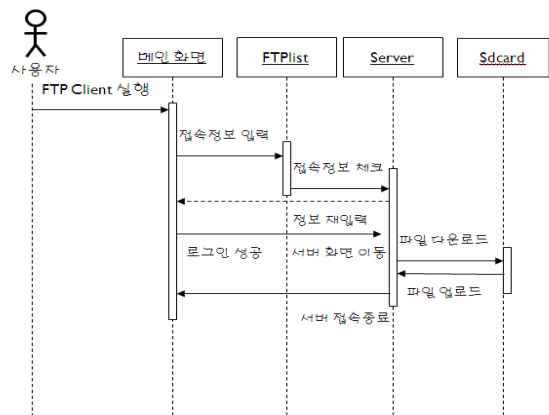 메인 화면
FTPlist
Server
Sdcard
사용자
FTP Client 실행
접속정보 입력
접속정보 체크
정보 재입력
파일 다운로드
로그인 성공
서버 화면 이동
파일 업로드
서버 접속종료